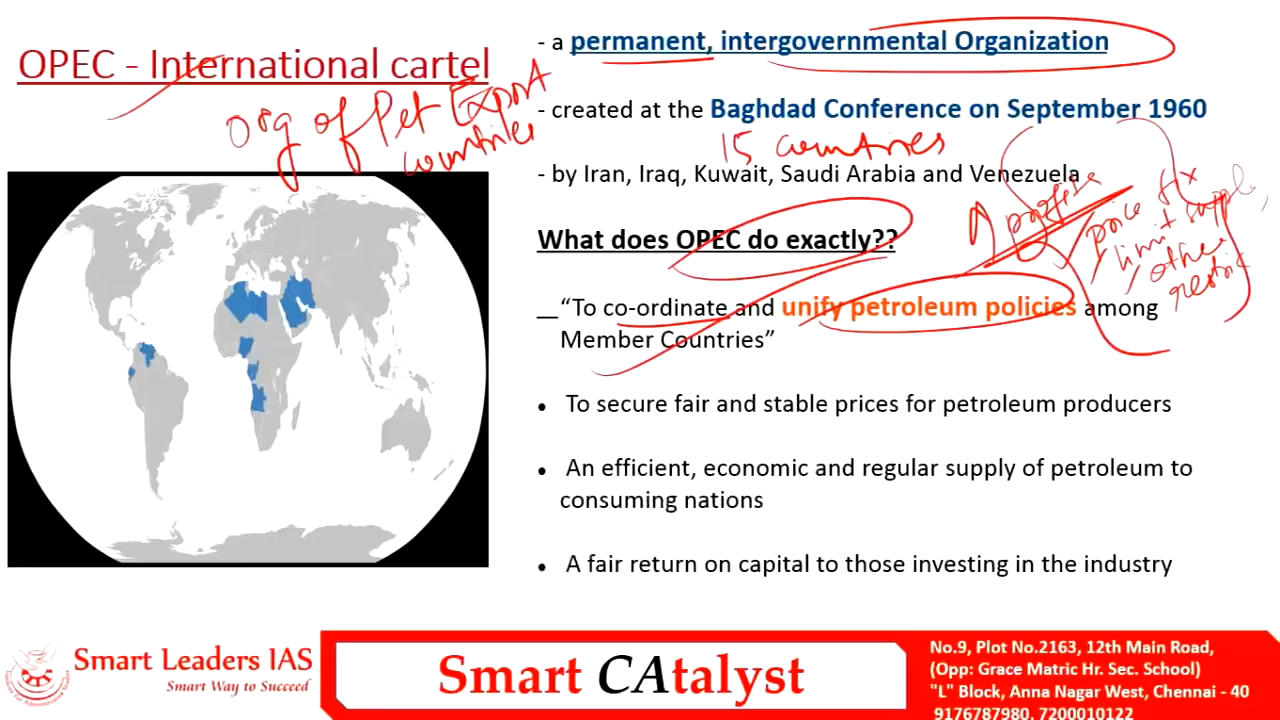 OPEC - International cartel
Org of Pet Export
countries
- a permanent, intergovernmental Organization
- created at the Baghdad Conference on September 1960
15 countries
- by Iran, Iraq, Kuwait, Saudi Arabia and Venezuela
profits
price fix
limit supply
other
What does OPEC do exactly??
__“To co-ordinate and unify petroleum policies among
Member Countries”
• To secure fair and stable prices for petroleum producers
• An efficient, economic and regular supply of petroleum to
consuming nations
• A fair return on capital to those investing in the industry
Smart Leaders IAS
Smart Way to Succeed
Smart CAtalyst
No.9, Plot No.2163, 12th Main Road,
(Opp: Grace Matric Hr. Sec. School)
"L" Block, Anna Nagar West, Chennai - 40
9176787980, 7200010122